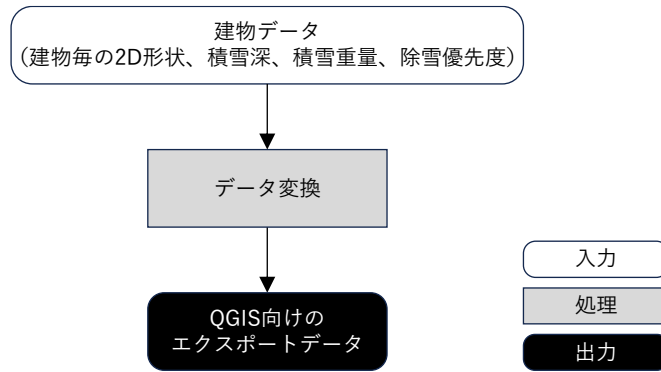 建物データ
(建物毎の2D形状、積雪深、積雪重量、除雪優先度)
データ変換
QGIS向けの
エクスポートデータ
入力
処理
出力